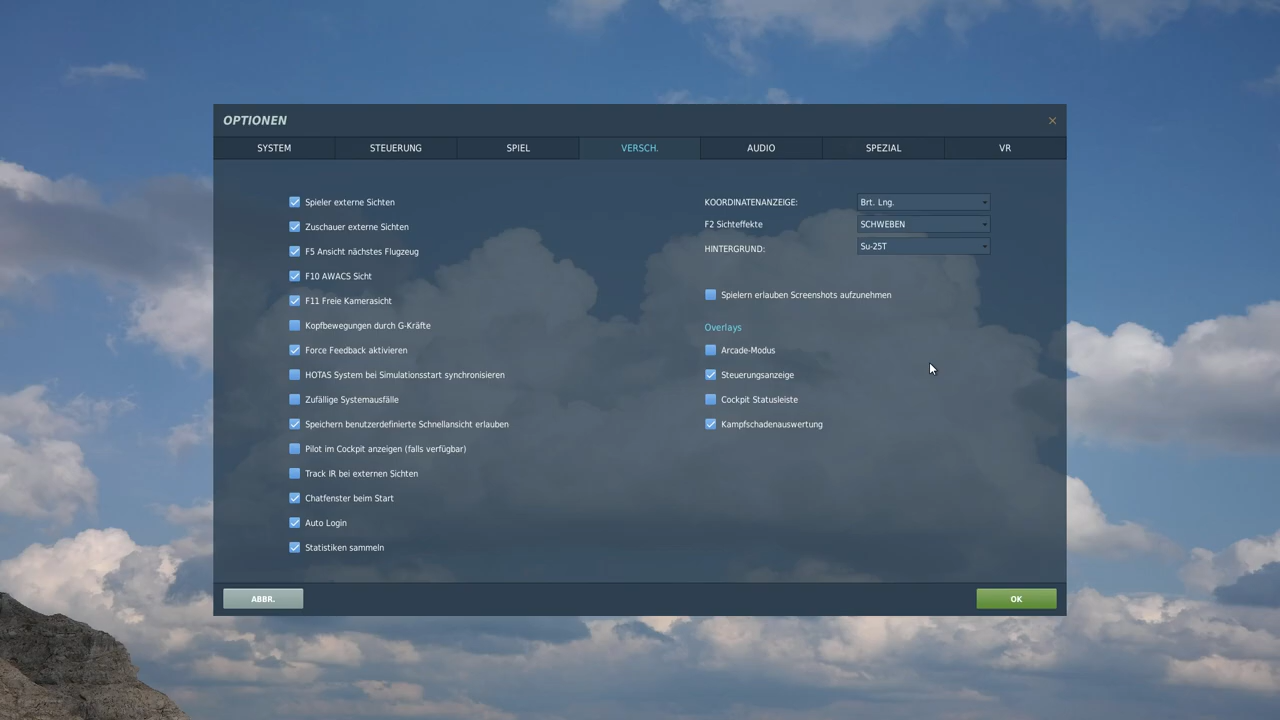 OPTIONEN
SYSTEM
STEUERUNG
SPIEL
VERSCH.
AUDIO
SPEZIAL
VR
Spieler externe Sichten
Zuschauer externe Sichten
F5 Ansicht nächstes Flugzeug
F10 AWACS Sicht
F11 Freie Kamerasicht
Kopfbewegungen durch G-Kräfte
Force Feedback aktivieren
HOTAS System bei Simulationsstart synchronisieren
Zufällige Systemausfälle
Speichern benutzerdefinierte Schnellansicht erlauben
Pilot im Cockpit anzeigen (falls verfügbar)
Track IR bei externen Sichten
Chatfenster beim Start
Auto Login
Statistiken sammeln
KOORDINATENANZEIGE: Brt. Lng.
F2 Sichteffekte SCHWEBEN
HINTERGRUND: Su-25T
Spielern erlauben Screenshots aufzunehmen
Overlays
Arcade-Modus
Steuerungsanzeige
Cockpit Statusleiste
Kampfschadenauswertung
ABBR.
OK